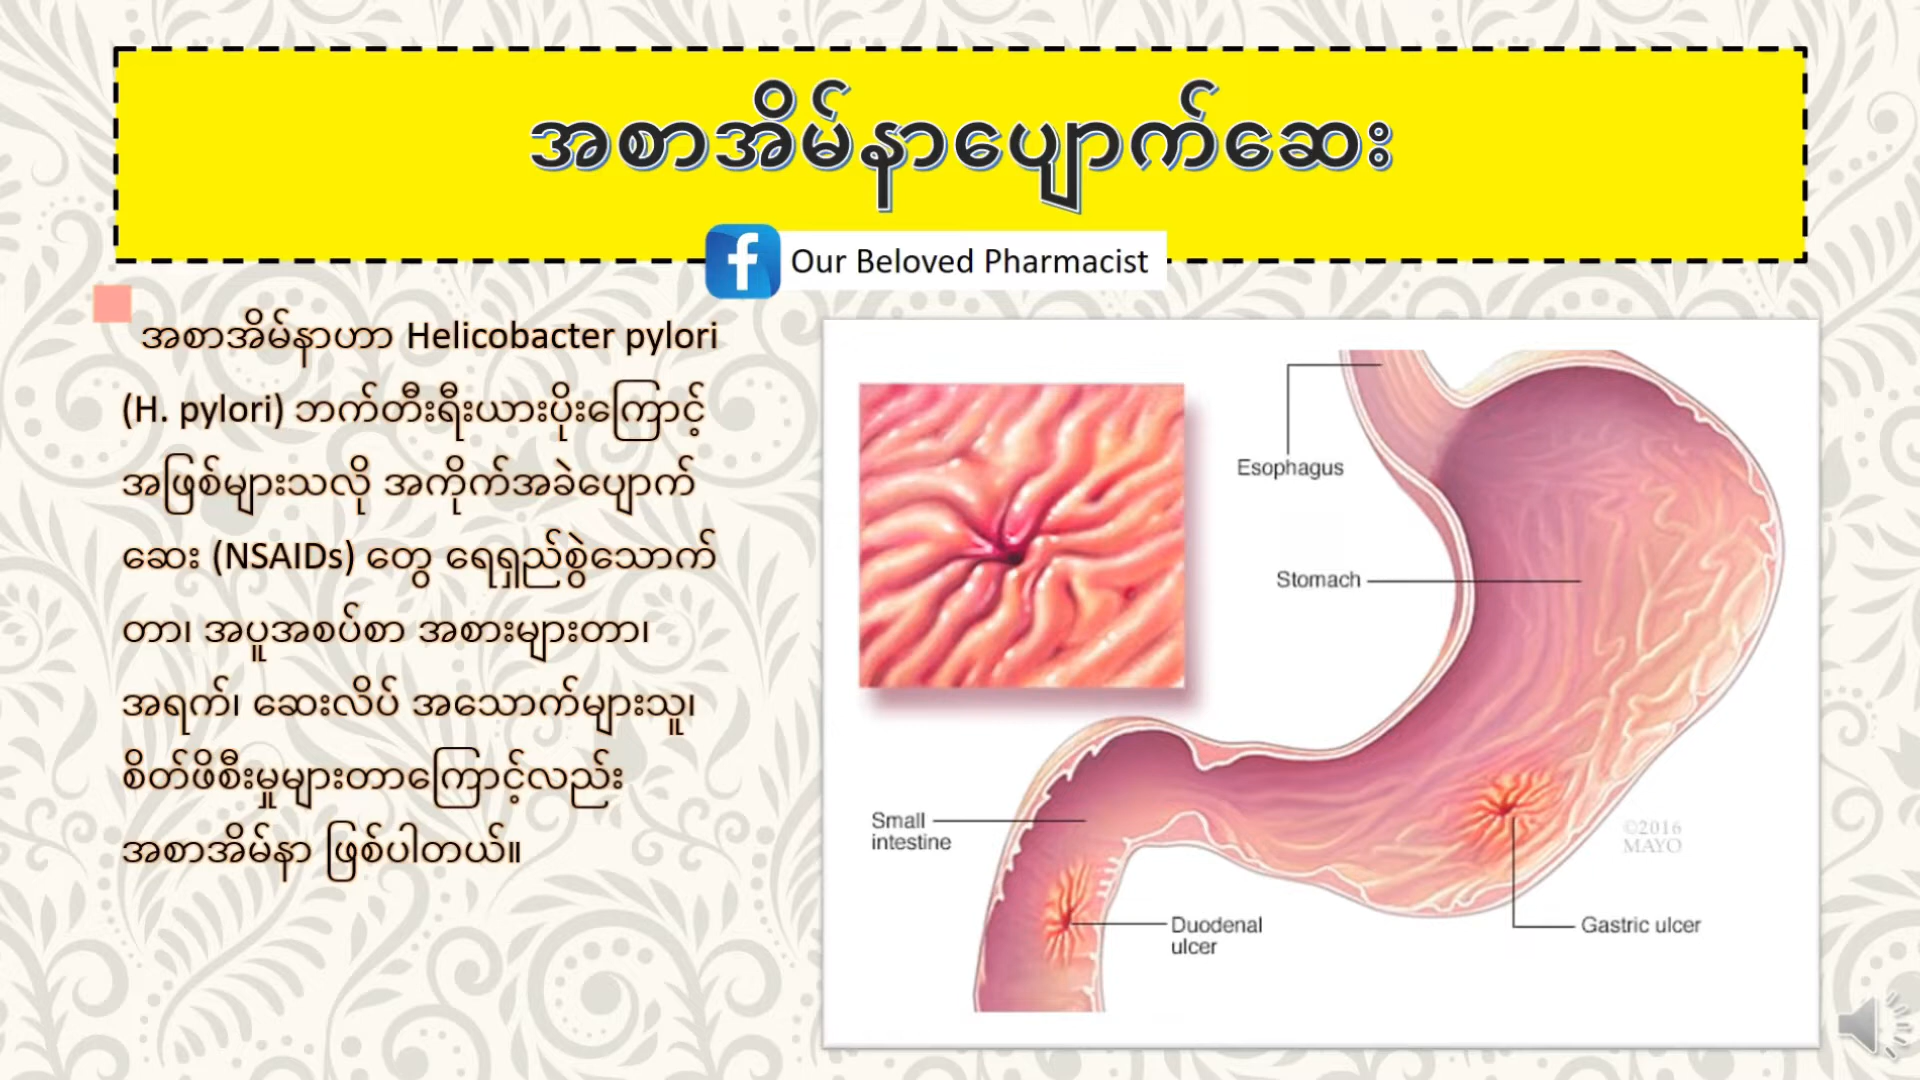 အစာအိမ်နာပျောက်ဆေး
Our Beloved Pharmacist
အစာအိမ်နာဟာ Helicobacter pylori
(H. pylori) ဘက်တီးရီးယားပိုးကြောင့်
အဖြစ်များသလို အကိုက်အခဲပျောက်
ဆေး (NSAIDs) တွေ ရေရှည်စွဲသောက်
တာ၊ အပူအစပ်စာ အစားများတာ၊
အရက်၊ ဆေးလိပ် အသောက်များသူ၊
စိတ်ဖိစီးမှုများတာကြောင့်လည်း
အစာအိမ်နာ ဖြစ်ပါတယ်။
Esophagus
Stomach
Small
intestine
©2016
MAYO
Duodenal
ulcer
Gastric ulcer